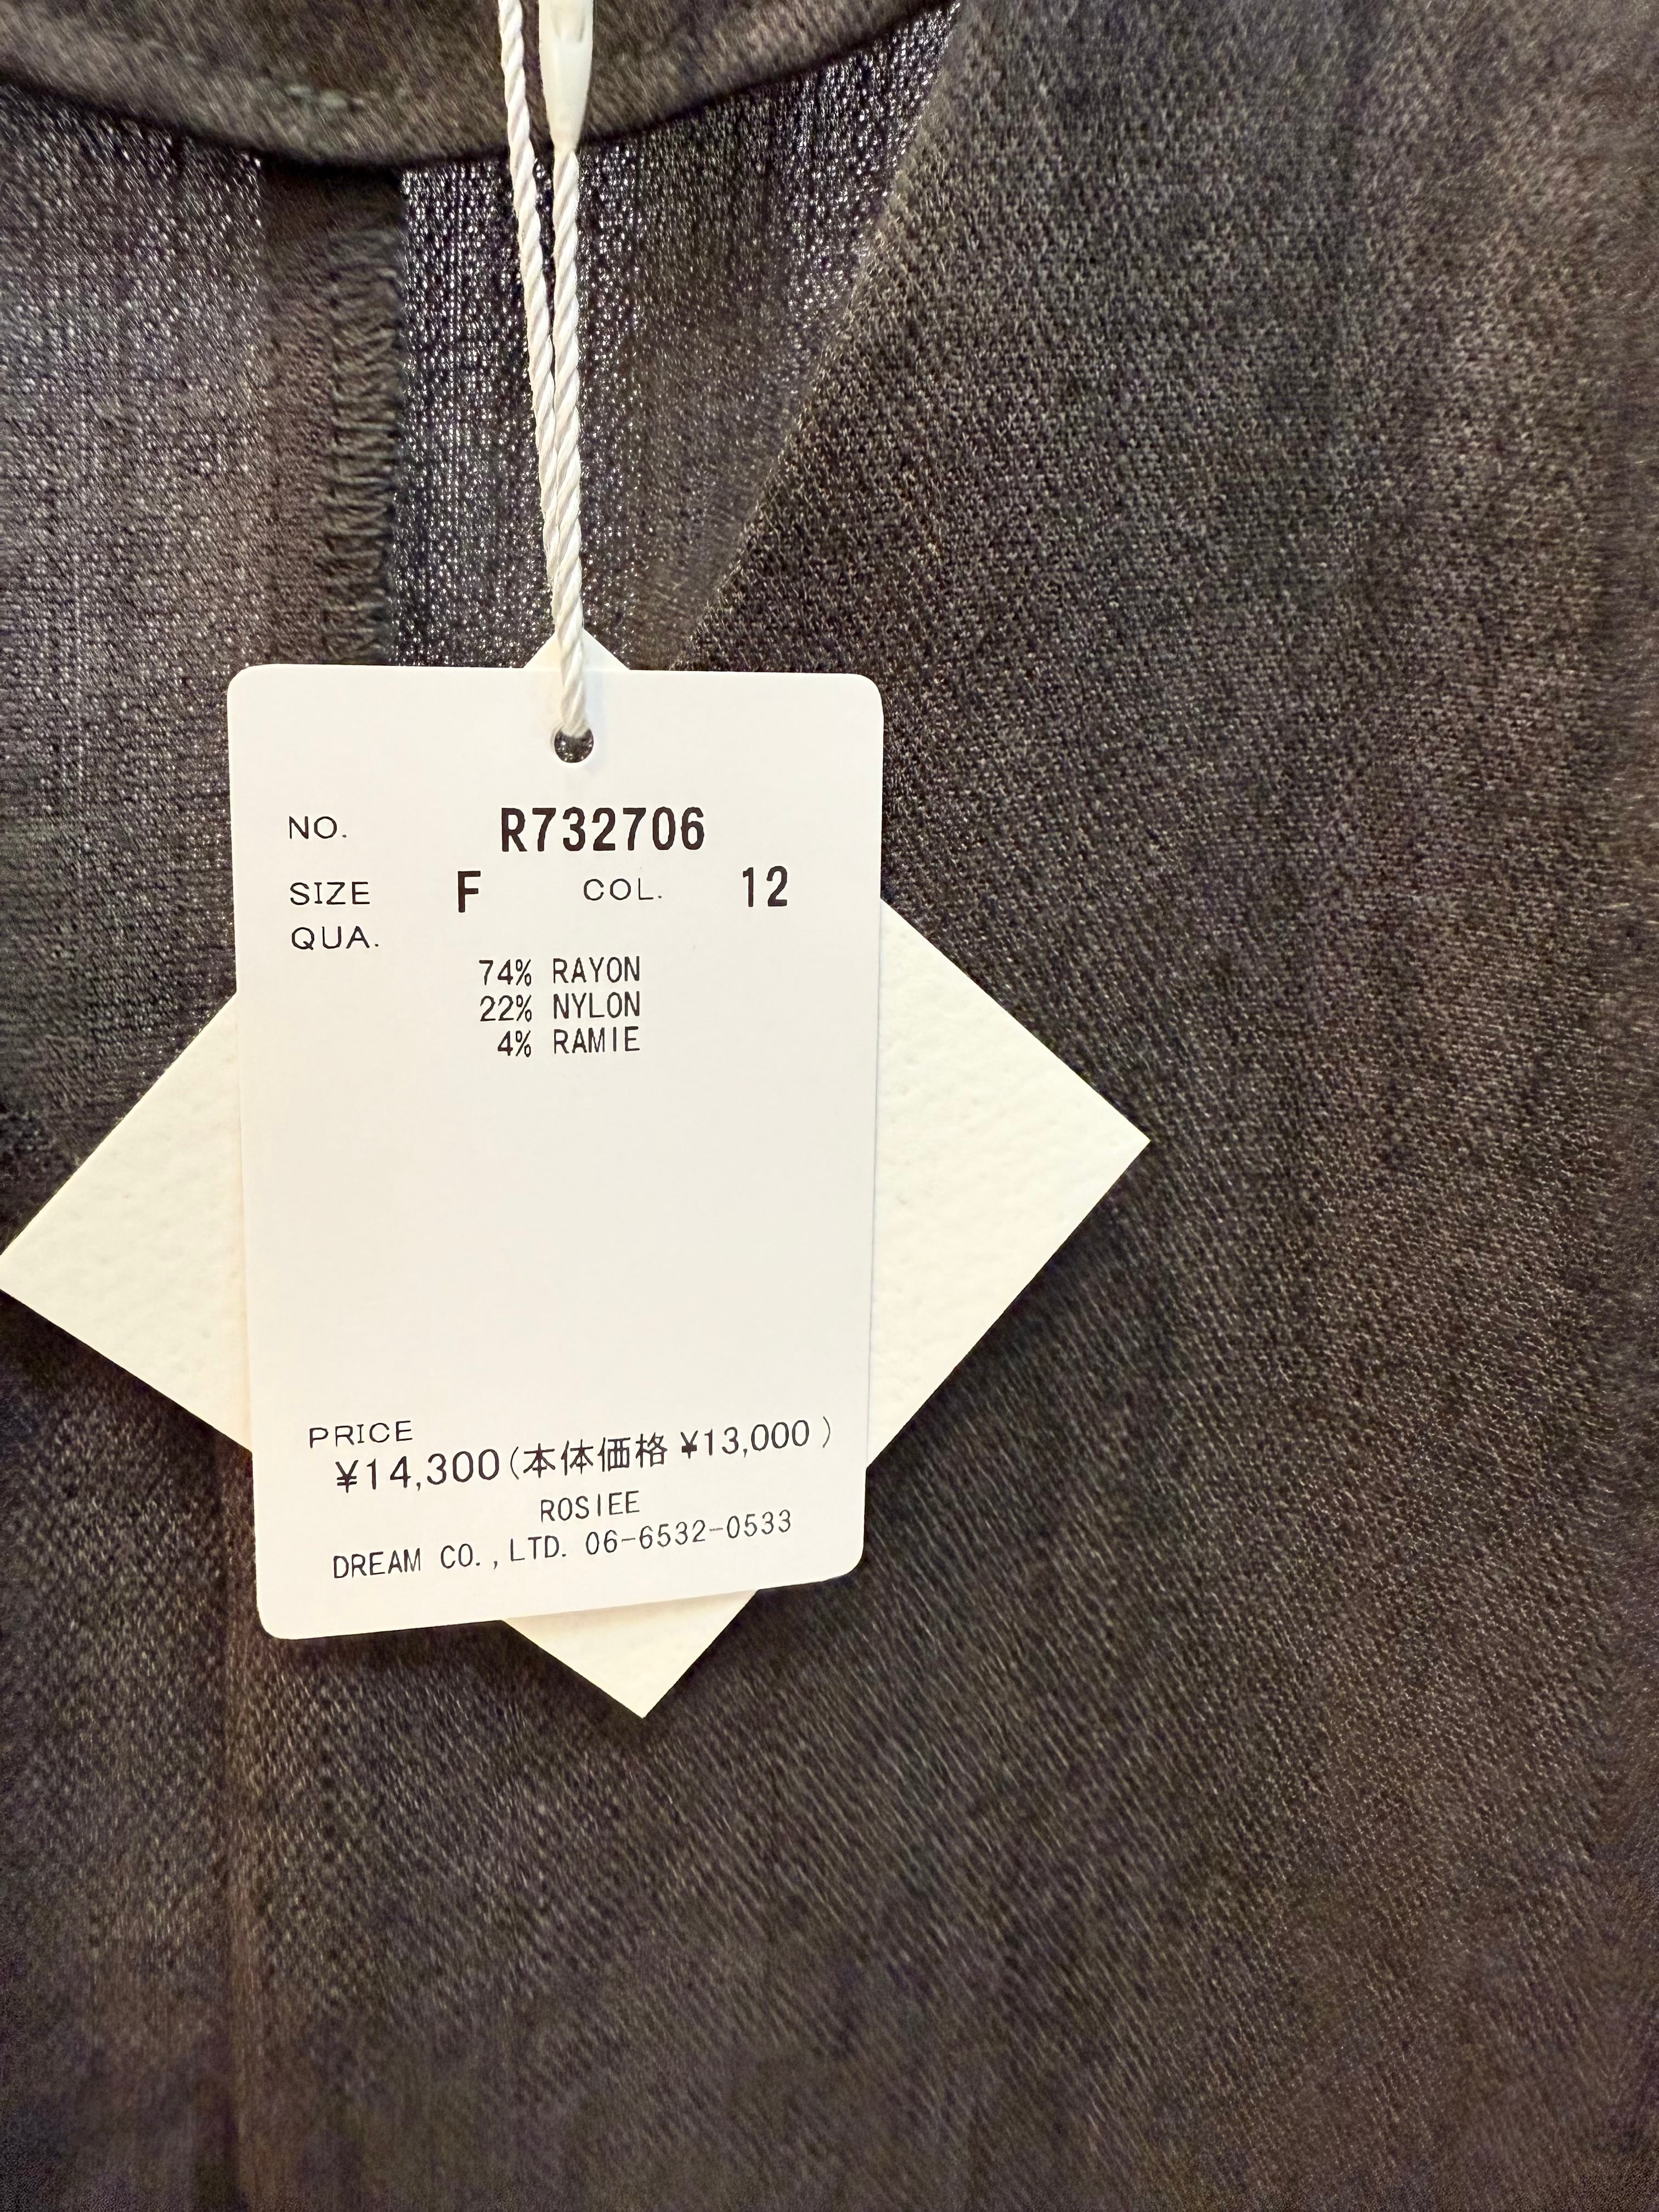 NO. R732706
SIZE F COL. 12
QUA.
74% RAYON
22% NYLON
4% RAMIE
PRICE
¥14,300(本体価格 ¥13,000 )
ROSIEE
DREAM CO.,LTD. 06-6532-0533